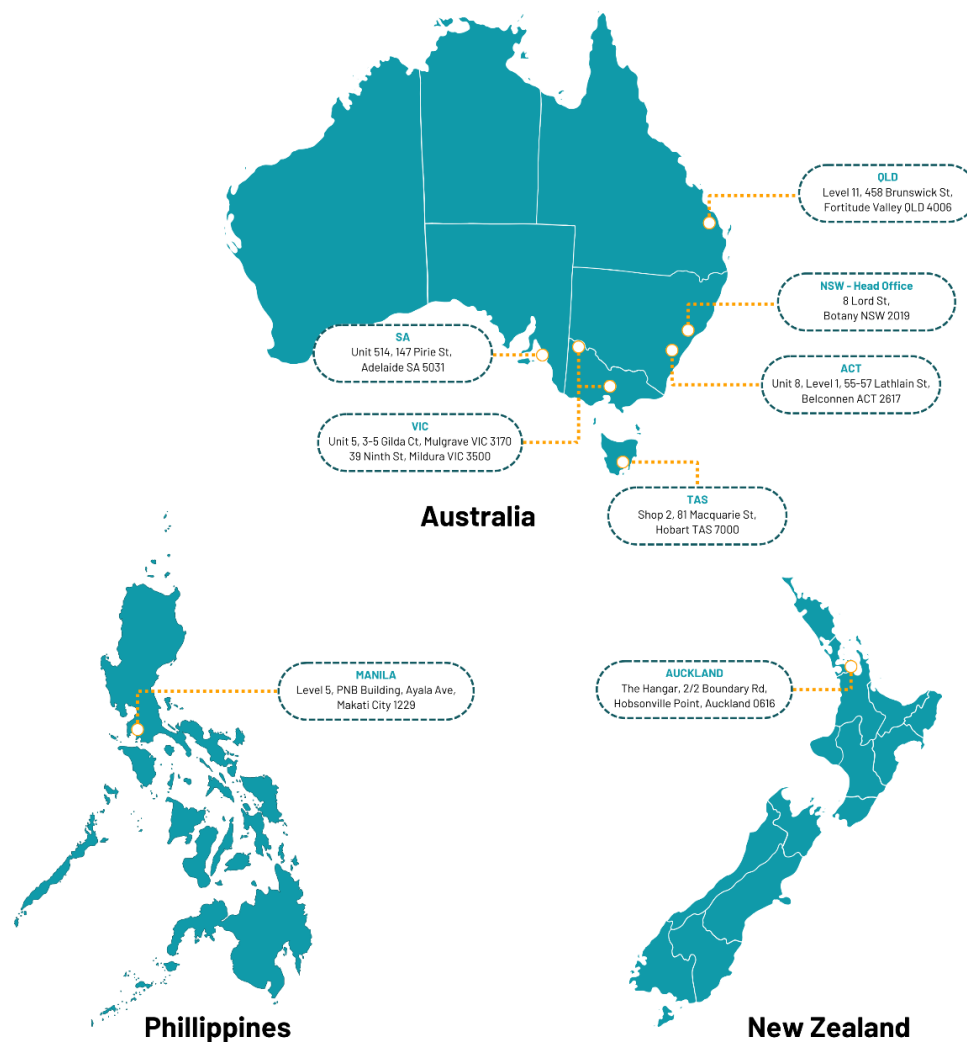 QLD
Level 11, 458 Brunswick St,
Fortitude Valley QLD 4006
NSW - Head Office
8 Lord St,
Botany NSW 2019
SA
Unit 514, 147 Pirie St,
Adelaide SA 5031
ACT
Unit 8, Level 1, 55-57 Lathlain St,
Belconnen ACT 2617
VIC
Unit 5, 3-5 Gilda Ct, Mulgrave VIC 3170
39 Ninth St, Mildura VIC 3500
TAS
Shop 2, 81 Macquarie St,
Hobart TAS 7000
Australia
MANILA
Level 5, PNB Building, Ayala Ave,
Makati City 1229
AUCKLAND
The Hangar, 2/2 Boundary Rd,
Hobsonville Point, Auckland 0616
Phillippines
New Zealand